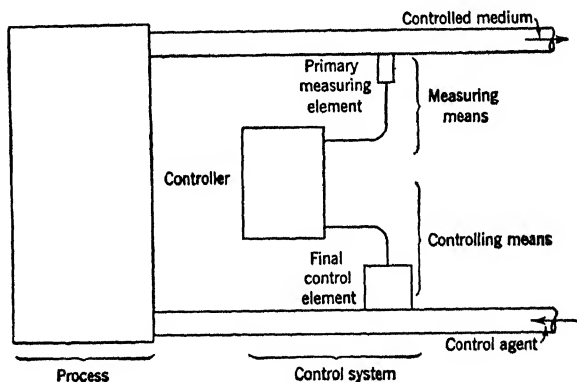 Controlled medium
Primary
measuring
element
Measuring
means
Controller
Controlling means
Final
control
element
Control agent
Process
Control system